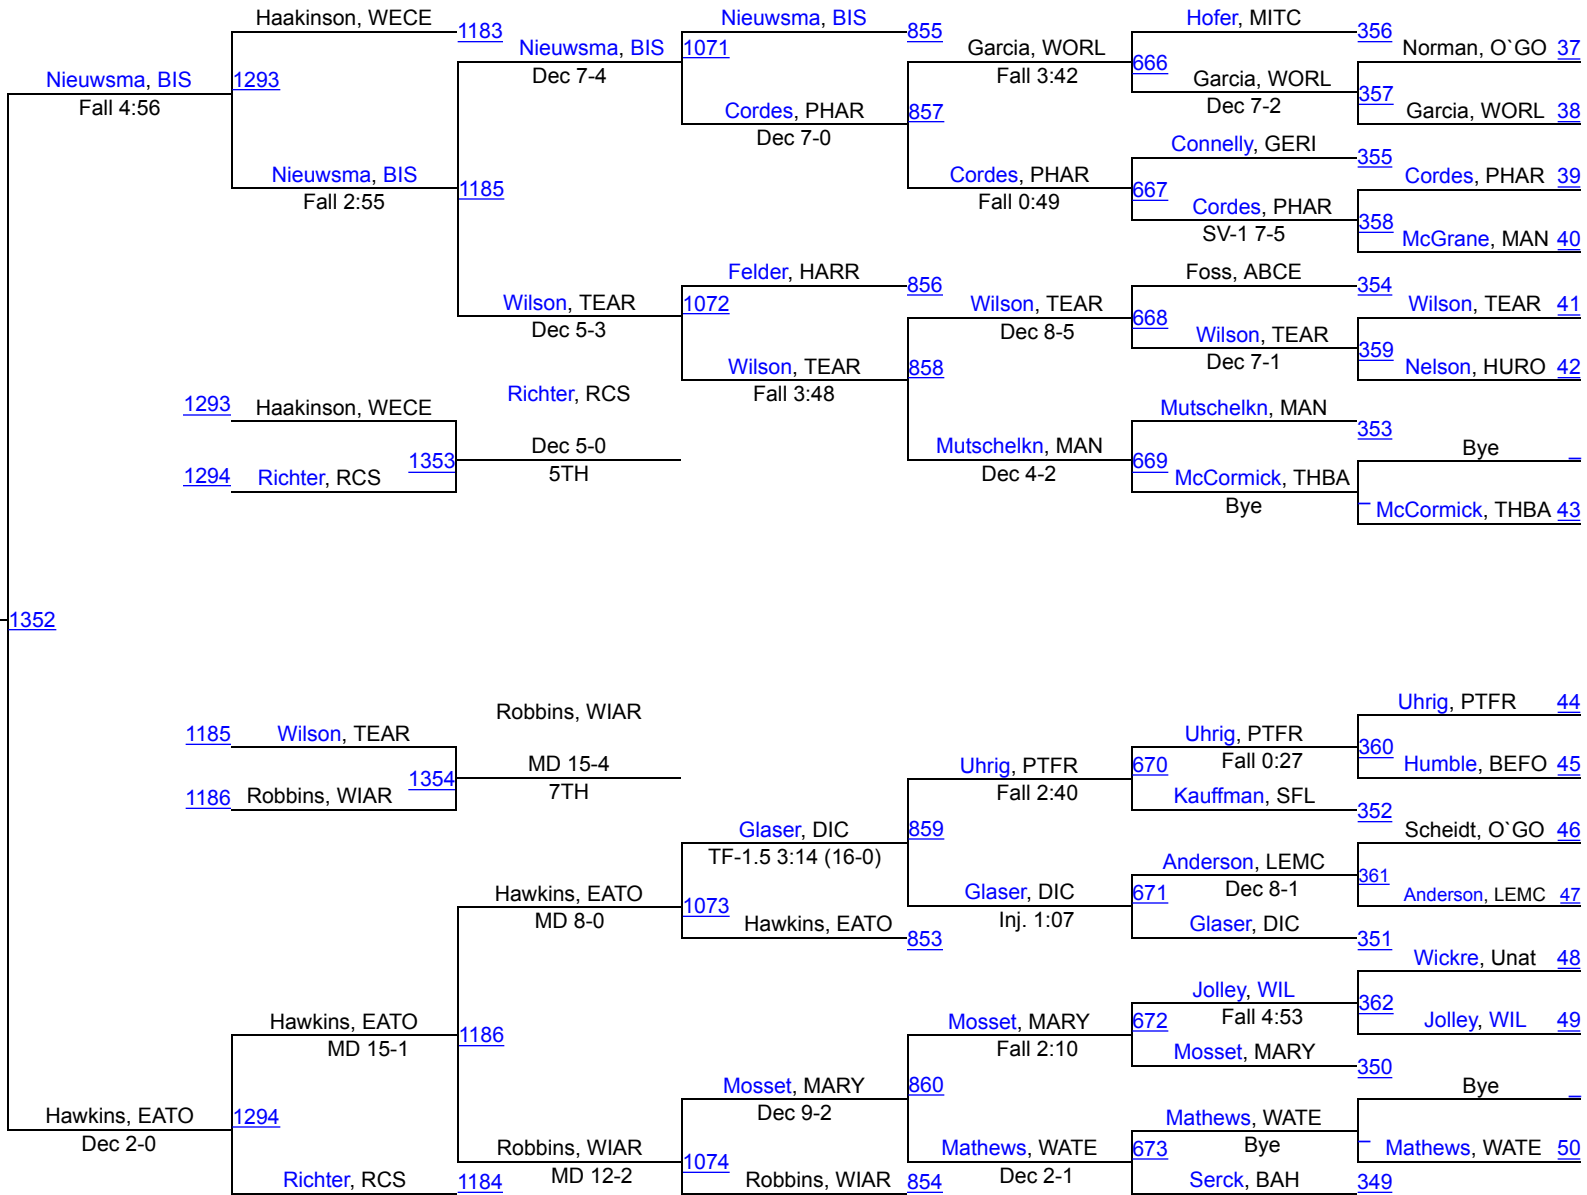 Haakinson, WECE
1183
Nieuwsma, BIS
855
Hofer, MITC
356
Nieuwsma, BIS
1071
Garcia, WORL
Norman, O`GO 37
Dec 7-4
Fall 3:42
666
Nieuwsma, BIS
1293
Garcia, WORL
Fall 4:56
Dec 7-2
357
Cordes, PHAR
857
Garcia, WORL 38
Dec 7-0
Connelly, GERI
355
Nieuwsma, BIS
1185
Cordes, PHAR
667
Cordes, PHAR 39
Fall 2:55
Fall 0:49
Cordes, PHAR
358
SV-1 7-5
McGrane, MAN 40
Felder, HARR
856
Foss, ABCE
354
Wilson, TEAR
1072
Wilson, TEAR
668
Wilson, TEAR 41
Dec 5-3
Dec 8-5
Wilson, TEAR
359
Dec 7-1
Wilson, TEAR
858
Nelson, HURO 42
Richter, RCS
Fall 3:48
1293 Haakinson, WECE
Mutschelkn, MAN
353
Dec 5-0
Mutschelkn, MAN
669
Bye
1353
5TH
Dec 4-2
1294 Richter, RCS
McCormick, THBA
Bye
McCormick, THBA 43
1352
Uhrig, PTFR 44
Robbins, WIAR
1185 Wilson, TEAR
Uhrig, PTFR
360
Fall 0:27
MD 15-4
Uhrig, PTFR
670
Humble, BEFO 45
1354
7TH
Fall 2:40
1186 Robbins, WIAR
Kauffman, SFL
352
Glaser, DIC
859
Scheidt, O`GO 46
TF-1.5 3:14 (16-0)
Anderson, LEMC
361
Hawkins, EATO
1073
Glaser, DIC
671
Dec 8-1
Anderson, LEMC 47
MD 8-0
Inj. 1:07
Hawkins, EATO
853
Glaser, DIC
351
Wickre, Unat 48
Jolley, WIL
362
Hawkins, EATO
1186
Mosset, MARY
672
Fall 4:53
Jolley, WIL 49
MD 15-1
Fall 2:10
Mosset, MARY
350
Mosset, MARY
860
Bye
Dec 9-2
Hawkins, EATO
1294
Mathews, WATE
Dec 2-0
Bye
Robbins, WIAR
1074
Mathews, WATE
673
Mathews, WATE 50
MD 12-2
Dec 2-1
Richter, RCS
1184
Robbins, WIAR 854
Serck, BAH
349